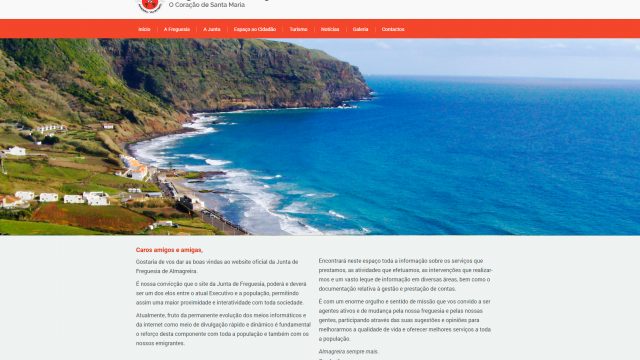 O Coração de Santa Maria
Início
A Freguesia
A Junta
Espaço ao Cidadão
Turismo
Notícias
Galeria
Contactos
Caros amigos e amigas,
Gostaria de vos dar as boas vindas ao website oficial da Junta de
Freguesia de Almagreira.
É nossa convicção que o site da Junta de Freguesia, poderá e deverá
ser um dos elos entre o atual Executivo e a população, permitindo
assim uma maior proximidade e interatividade com toda sociedade.
Atualmente, fruto da permanente evolução dos meios informáticos e
da internet como meio de divulgação rápido e dinâmico é fundamental
o reforço desta componente com toda a população e também com os
nossos emigrantes.
Encontrará neste espaço toda a informação sobre os serviços que
prestamos, as atividades que efetuamos, as intervenções que realizar-
mos e um vasto leque de informação em diversas áreas, bem como o
documentação relativa à gestão e prestação de contas.
É com um enorme orgulho e sentido de missão que vos convido a ser
agentes ativos e de mudança pela nossa freguesia e pelas nossas
gentes, participando através das suas sugestões e opiniões para
melhorarmos a qualidade de vida e oferecer melhores serviços a toda
a população.
Almagreira sempre mais.